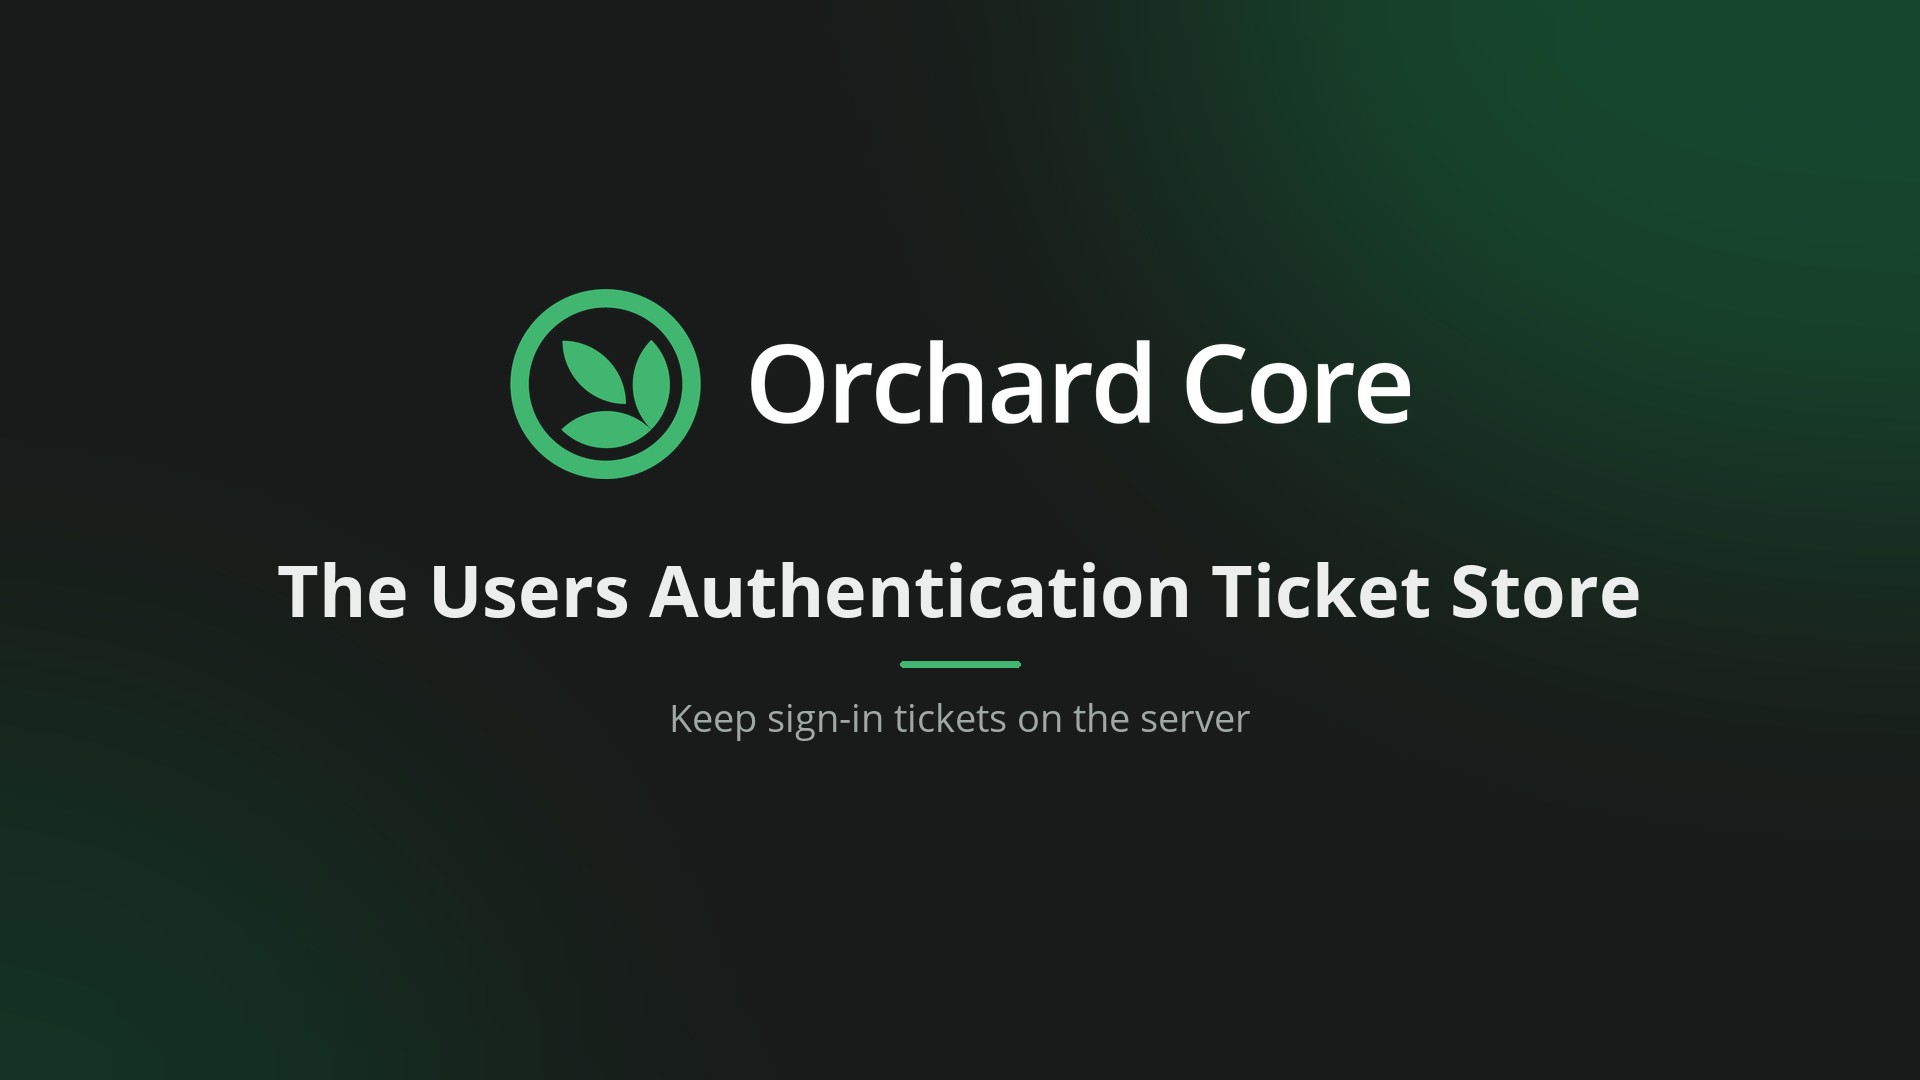 Orchard Core
The Users Authentication Ticket Store
Keep sign-in tickets on the server